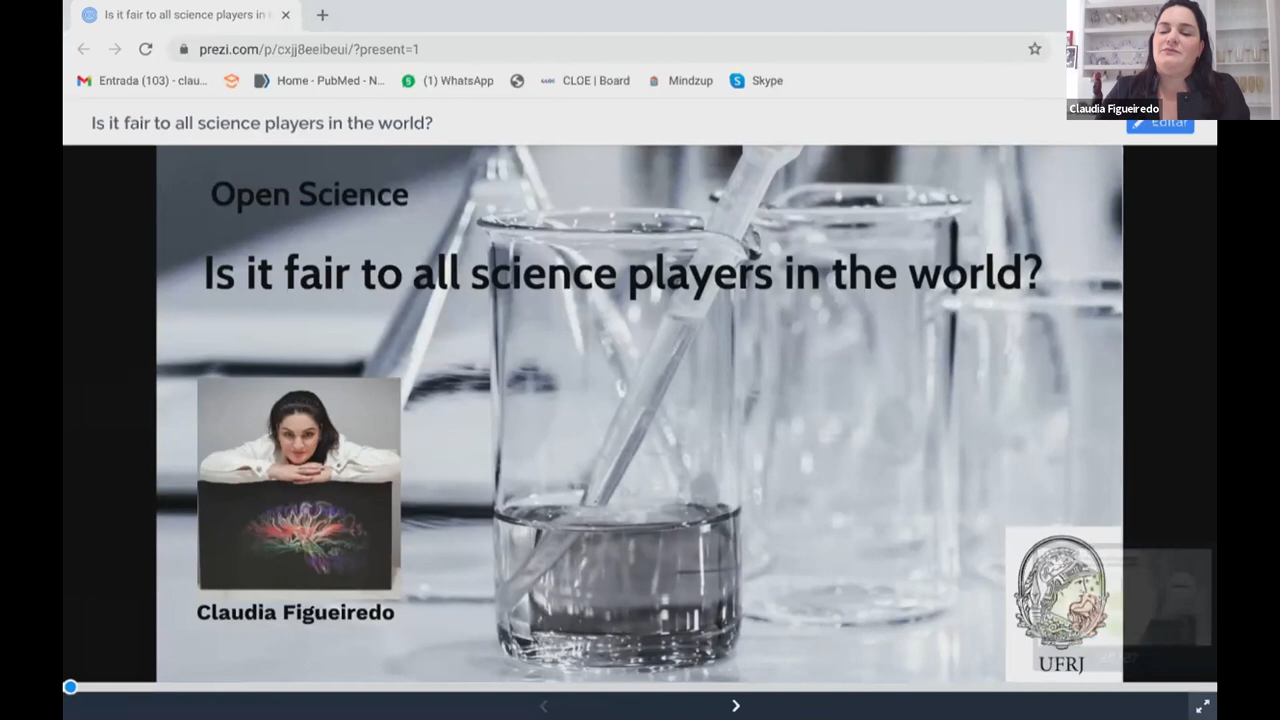 Is it fair to all science players in t
prezi.com/p/cxjj8eeibeui/?present=1
Entrada (103) - clau...
Home - PubMed - N...
(1) WhatsApp
CLOE | Board
Mindzup
Skype
Claudia Figueiredo
Is it fair to all science players in the world?
Editar
Open Science
Is it fair to all science players in the world?
Claudia Figueiredo
UFRJ